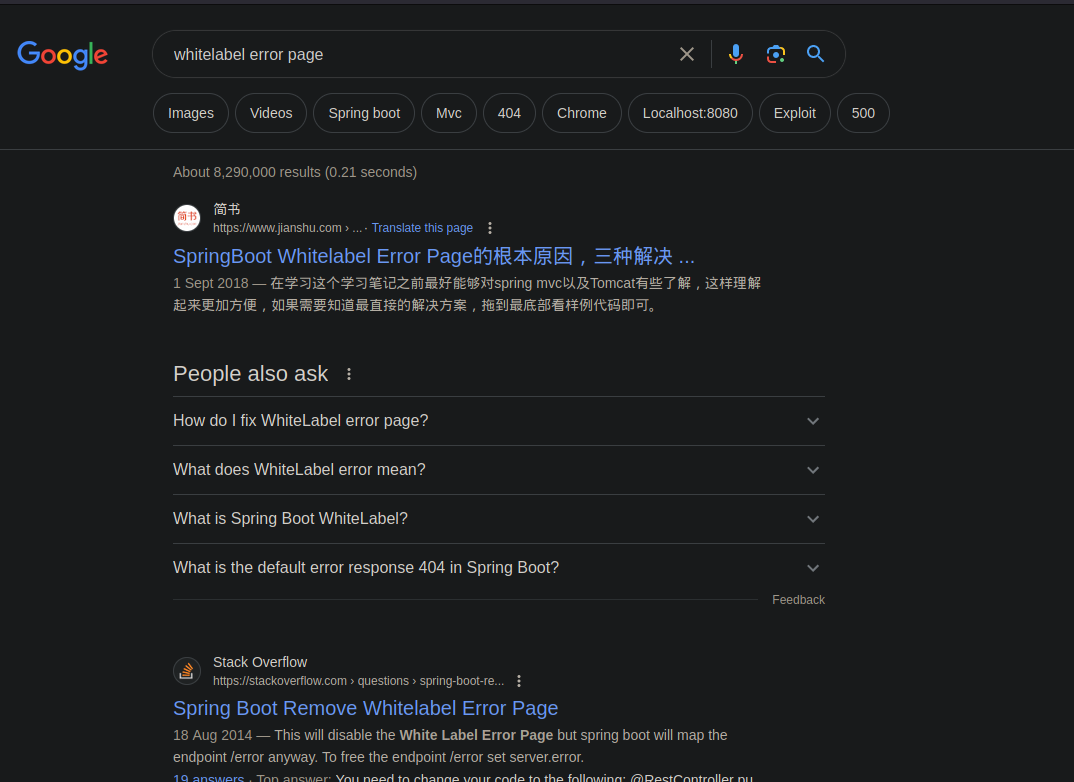 Google
whitelabel error page
Images Videos Spring boot Mvc 404 Chrome Localhost:8080 Exploit 500
About 8,290,000 results (0.21 seconds)
简书
简书
https://www.jianshu.com › ... · Translate this page
SpringBoot Whitelabel Error Page的根本原因，三种解决 ...
1 Sept 2018 — 在学习这个学习笔记之前最好能够对spring mvc以及Tomcat有些了解，这样理解
起来更加方便，如果需要知道最直接的解决方案，拖到最底部看样例代码即可。
People also ask
How do I fix WhiteLabel error page?
What does WhiteLabel error mean?
What is Spring Boot WhiteLabel?
What is the default error response 404 in Spring Boot?
Feedback
Stack Overflow
https://stackoverflow.com › questions › spring-boot-re...
Spring Boot Remove Whitelabel Error Page
18 Aug 2014 — This will disable the White Label Error Page but spring boot will map the
endpoint /error anyway. To free the endpoint /error set server.error.
19 answers · Top answer: You need to change your code to the following: @RestController pu